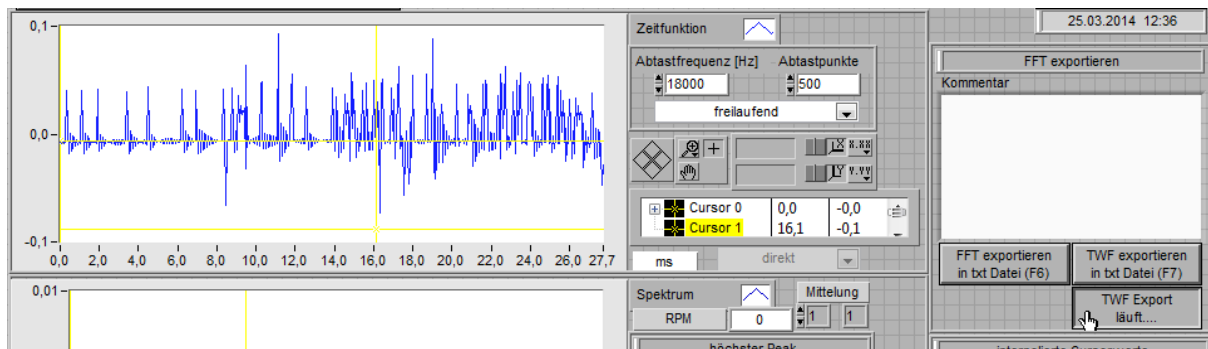 25.03.2014 12:36
0,1
0,0
-0,1
0,0 2,0 4,0 6,0 8,0 10,0 12,0 14,0 16,0 18,0 20,0 22,0 24,0 26,0 27,7
Zeitfunktion
Abtastfrequenz [Hz] Abtastpunkte
18000 500
freilaufend
X X.XX
Y Y.YY
Cursor 0 0,0 -0,0
Cursor 1 16,1 -0,1
ms direkt
FFT exportieren
Kommentar
FFT exportieren
in txt Datei (F6)
TWF exportieren
in txt Datei (F7)
TWF Export
läuft....
0,01
Spektrum Mittelung
RPM 0 1 1
höchster Peak